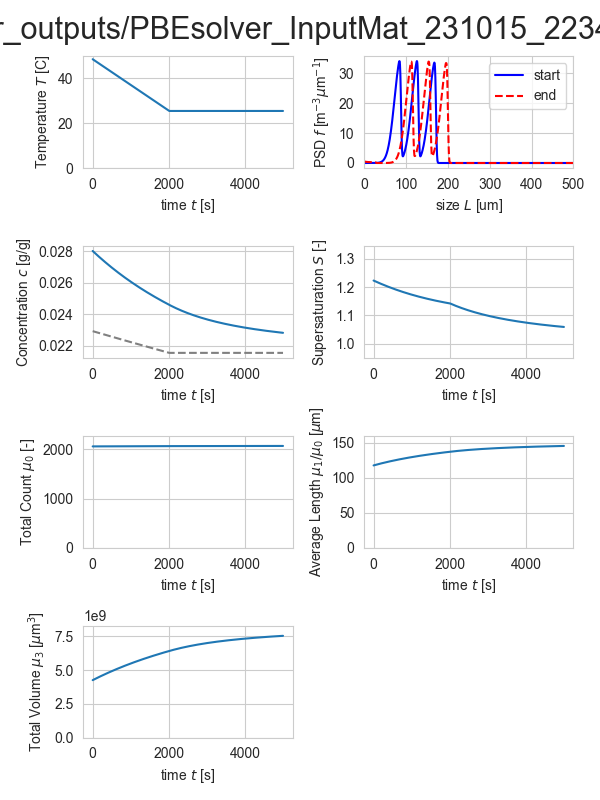 r_outputs/PBEsolver_InputMat_231015_2234
Temperature T [C]
40
20
0
0 2000 4000
time t [s]
PSD f [m⁻³μm⁻¹]
30
20
10
0
start
end
0 100 200 300 400 500
size L [um]
Concentration c [g/g]
0.028
0.026
0.024
0.022
0 2000 4000
time t [s]
Supersaturation S [-]
1.3
1.2
1.1
1.0
0 2000 4000
time t [s]
Total Count μ₀ [-]
2000
1000
0
0 2000 4000
time t [s]
Average Length μ₁/μ₀ [μm]
150
100
50
0
0 2000 4000
time t [s]
Total Volume μ₃ [μm³]
1e9
7.5
5.0
2.5
0.0
0 2000 4000
time t [s]